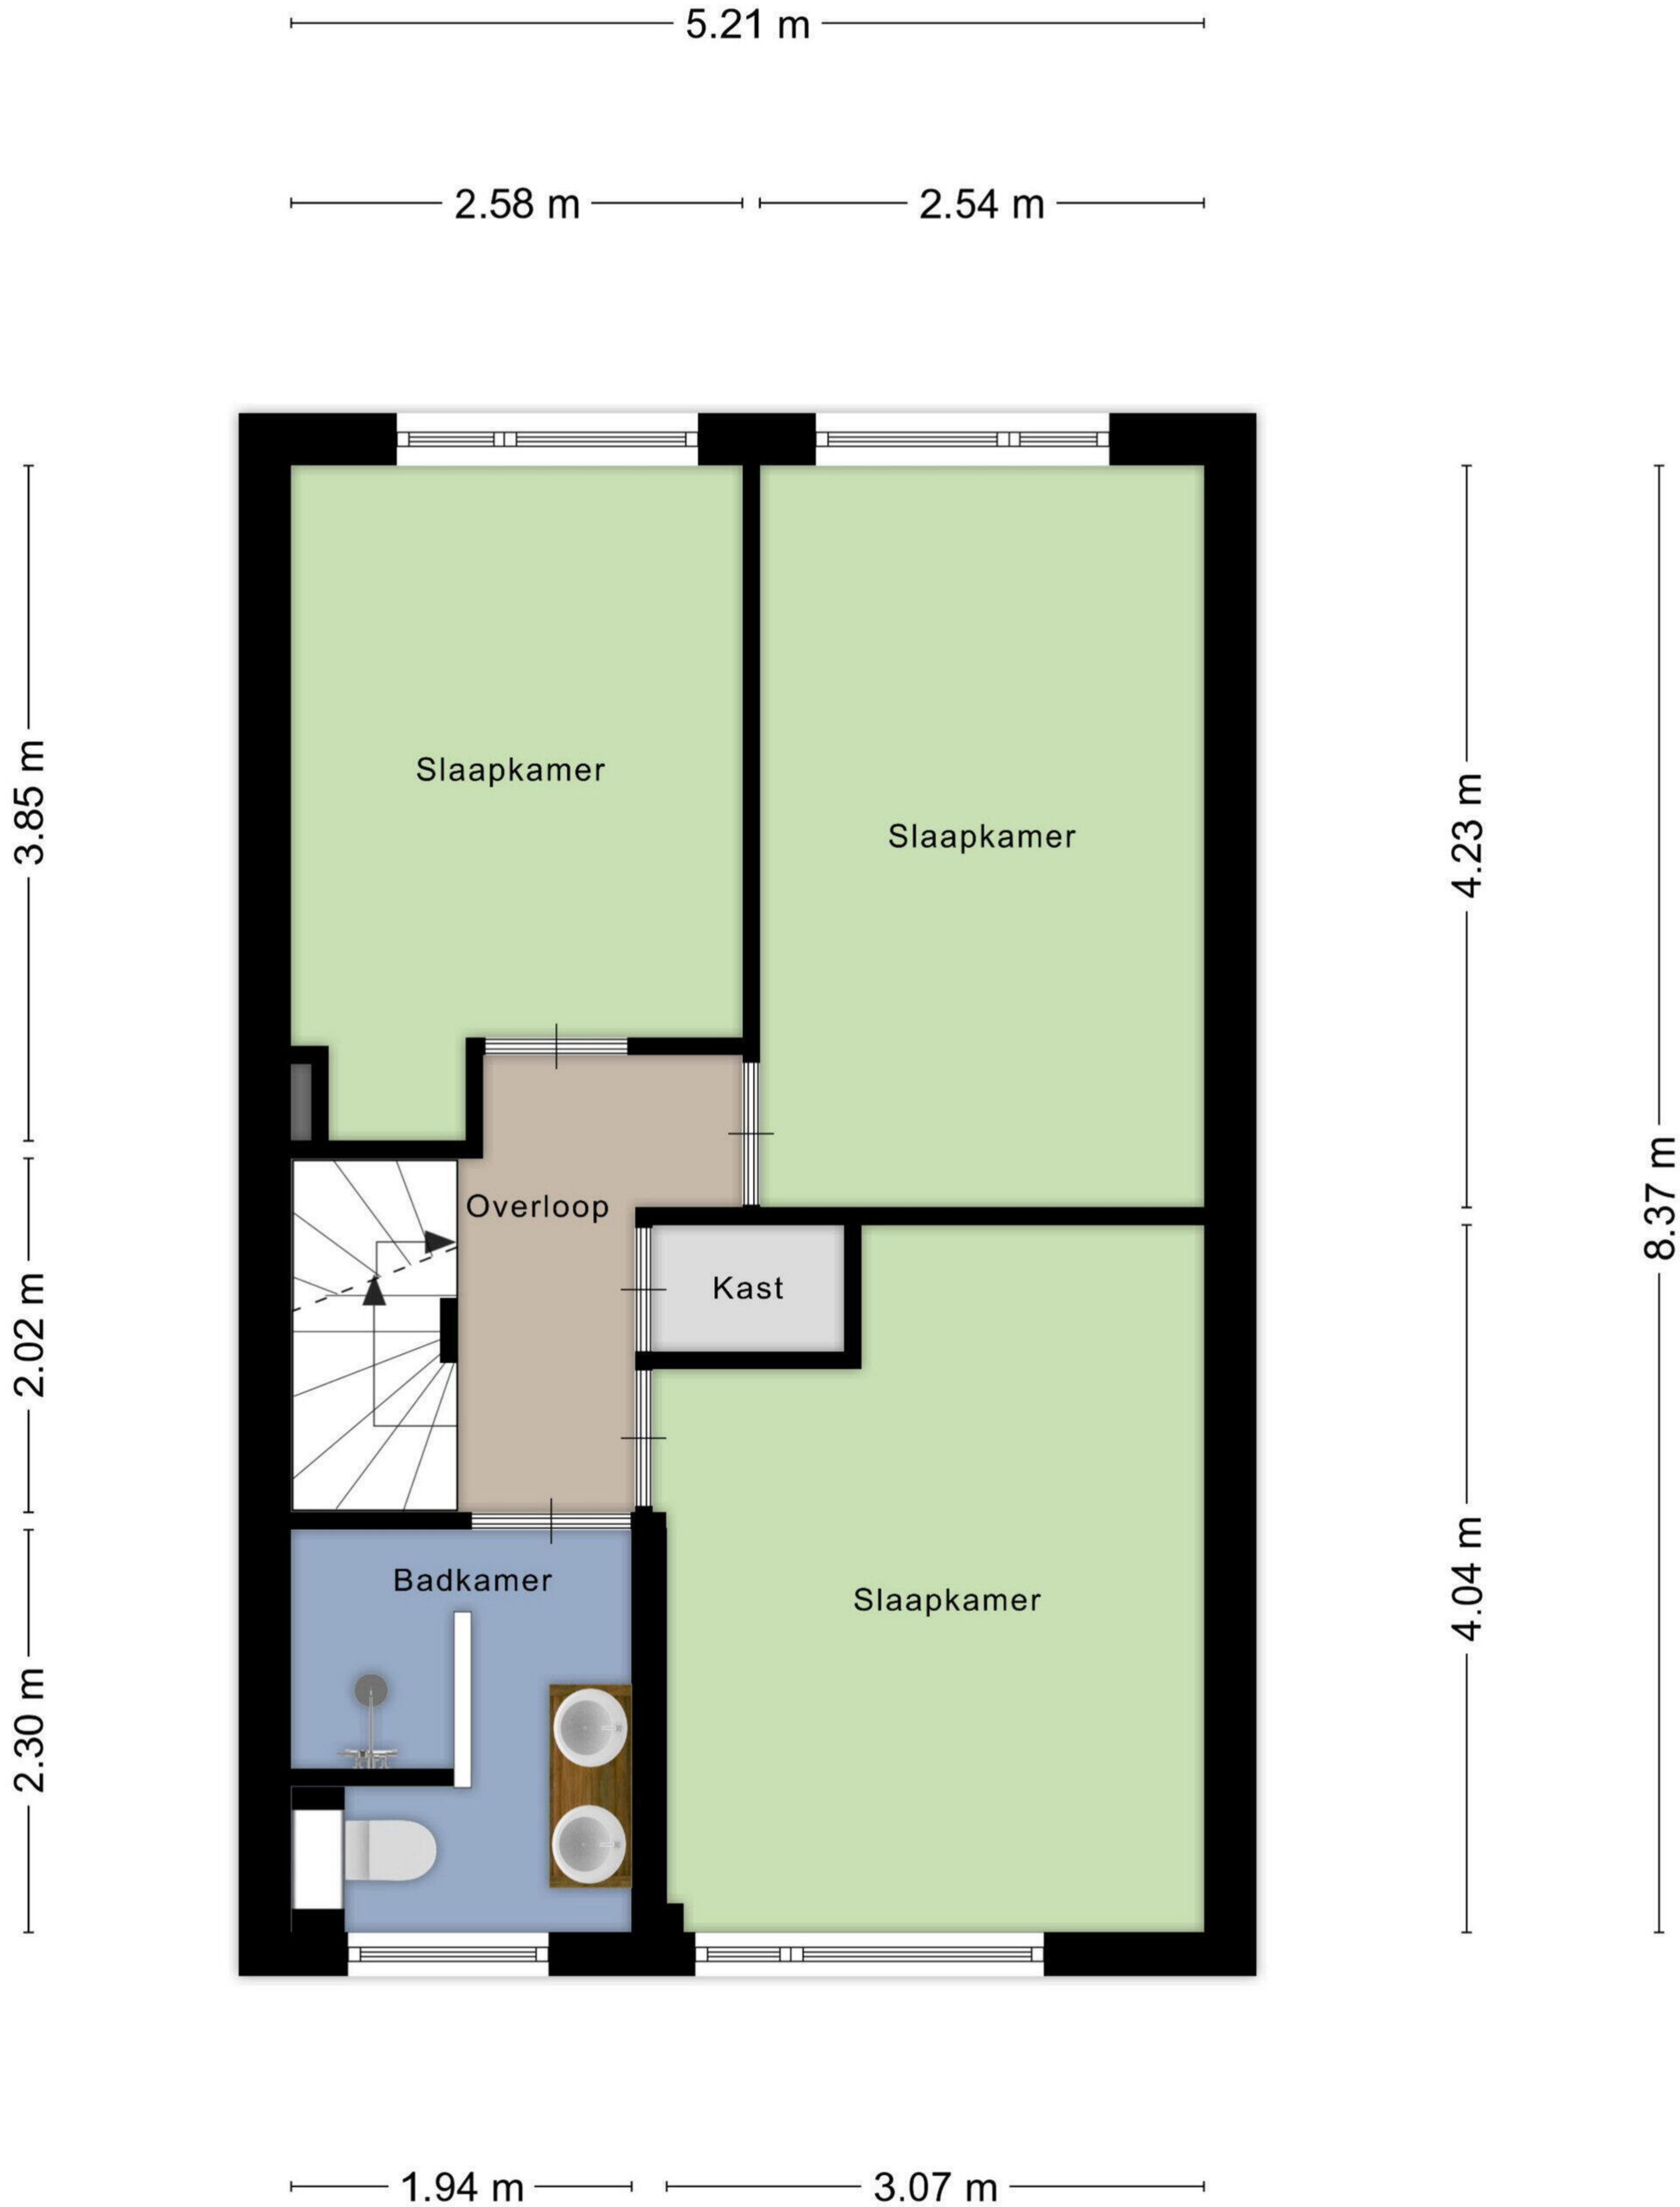 5.21 m
2.58 m
2.54 m
3.85 m
Slaapkamer
Slaapkamer
4.23 m
8.37 m
Overloop
Kast
2.02 m
Badkamer
Slaapkamer
4.04 m
2.30 m
1.94 m
3.07 m